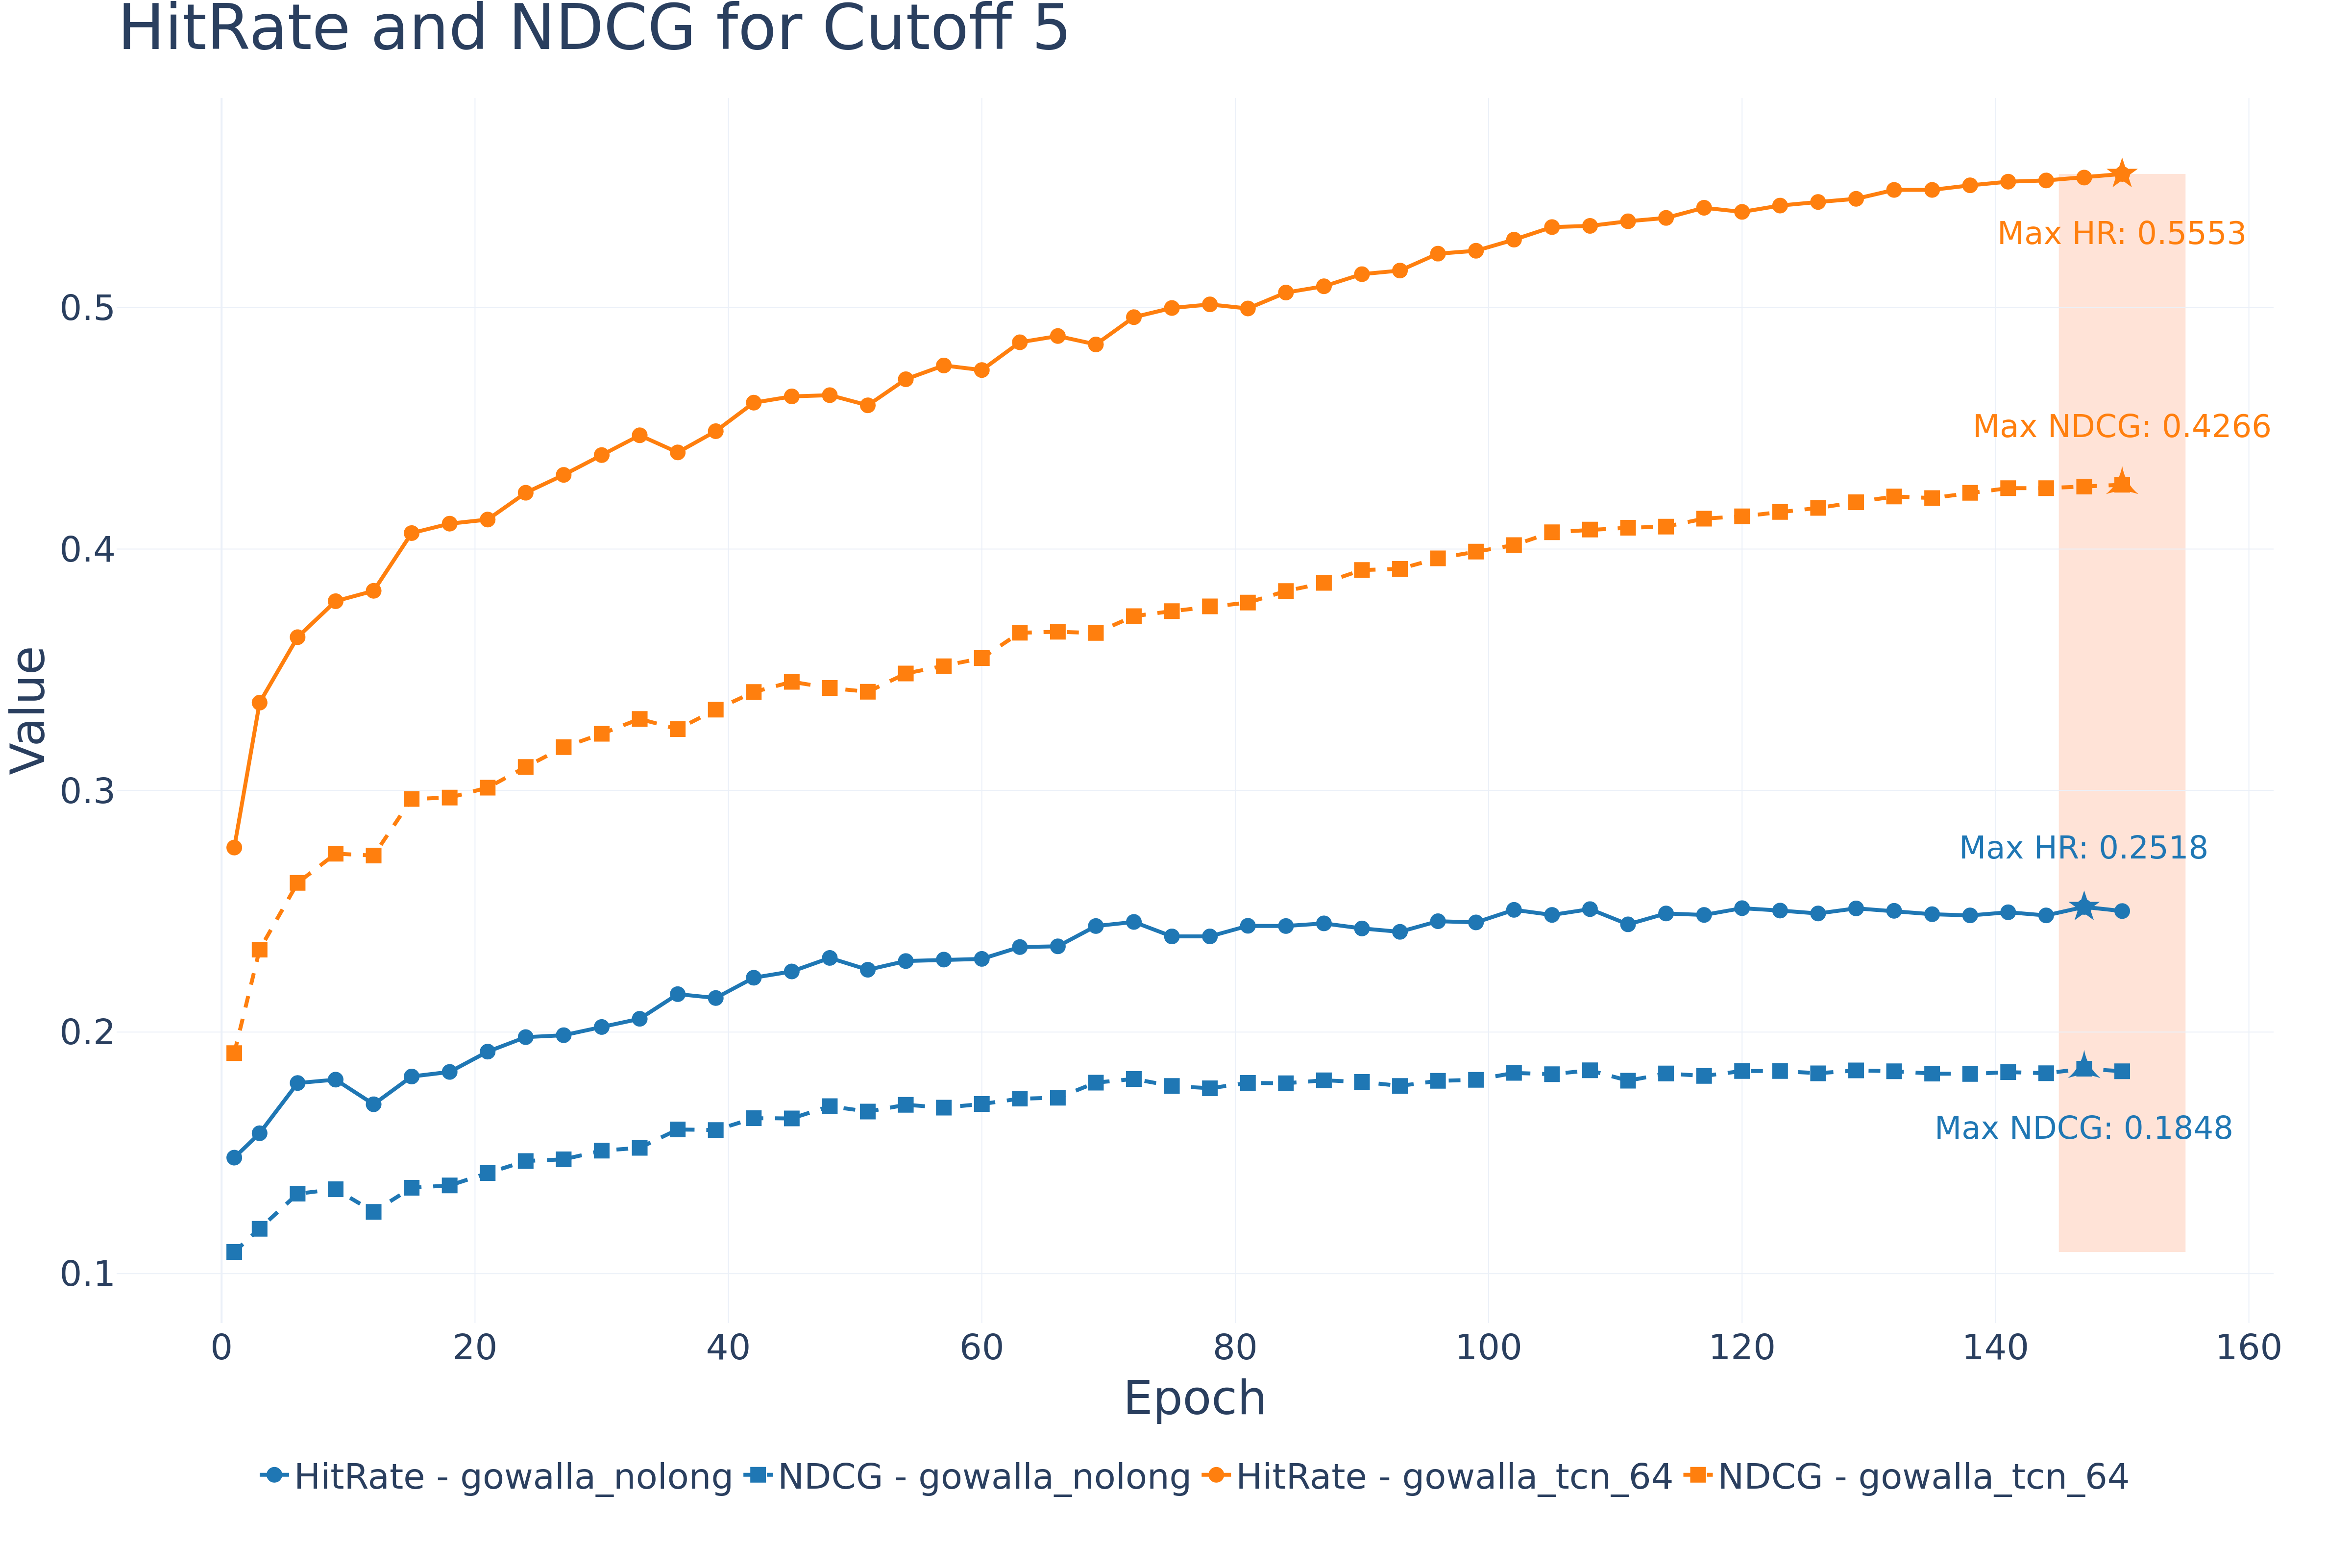 HitRate and NDCG for Cutoff 5
Value
0.5
0.4
0.3
0.2
0.1
Max HR: 0.5553
Max NDCG: 0.4266
Max HR: 0.2518
Max NDCG: 0.1848
0 20 40 60 80 100 120 140 160
Epoch
HitRate - gowalla_nolong NDCG - gowalla_nolong HitRate - gowalla_tcn_64 NDCG - gowalla_tcn_64